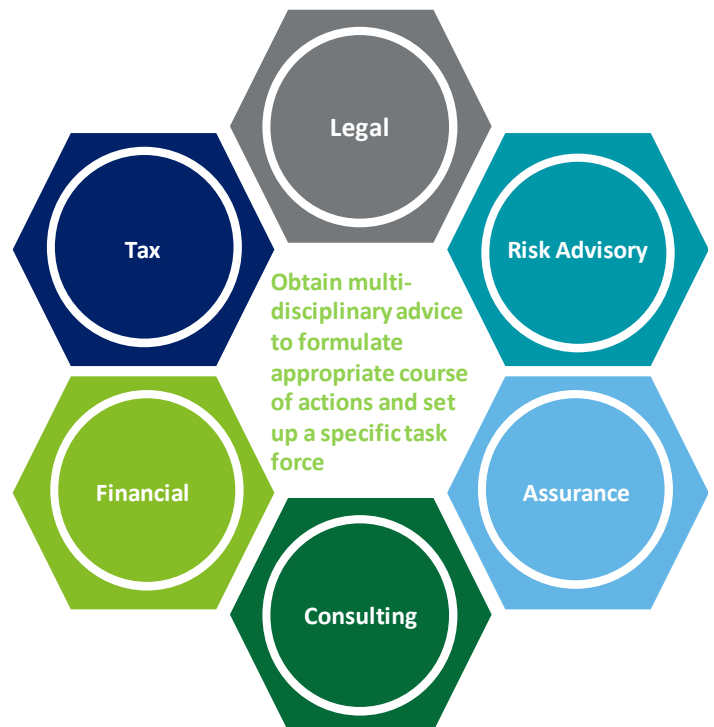 Legal
Tax
Risk Advisory
Obtain multi-
disciplinary advice
to formulate
appropriate course
of actions and set
up a specific task
force
Financial
Assurance
Consulting